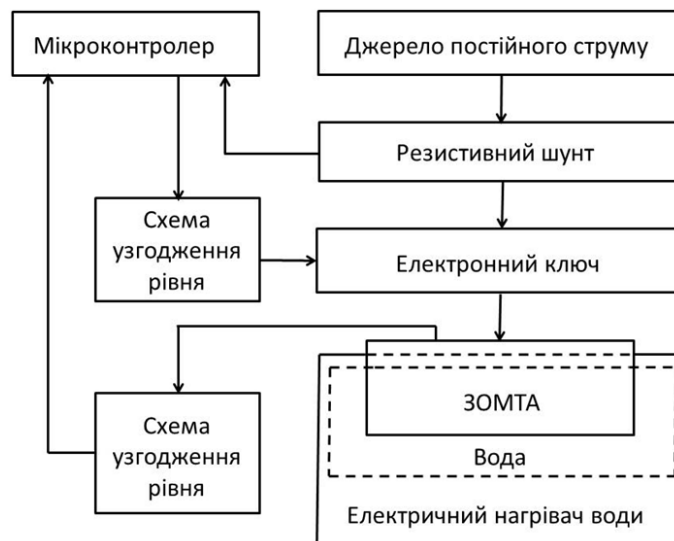 Мікроконтролер
Джерело постійного струму
Резистивний шунт
Схема
узгодження
рівня
Електронний ключ
ЗОМТА
Схема
узгодження
рівня
Вода
Електричний нагрівач води